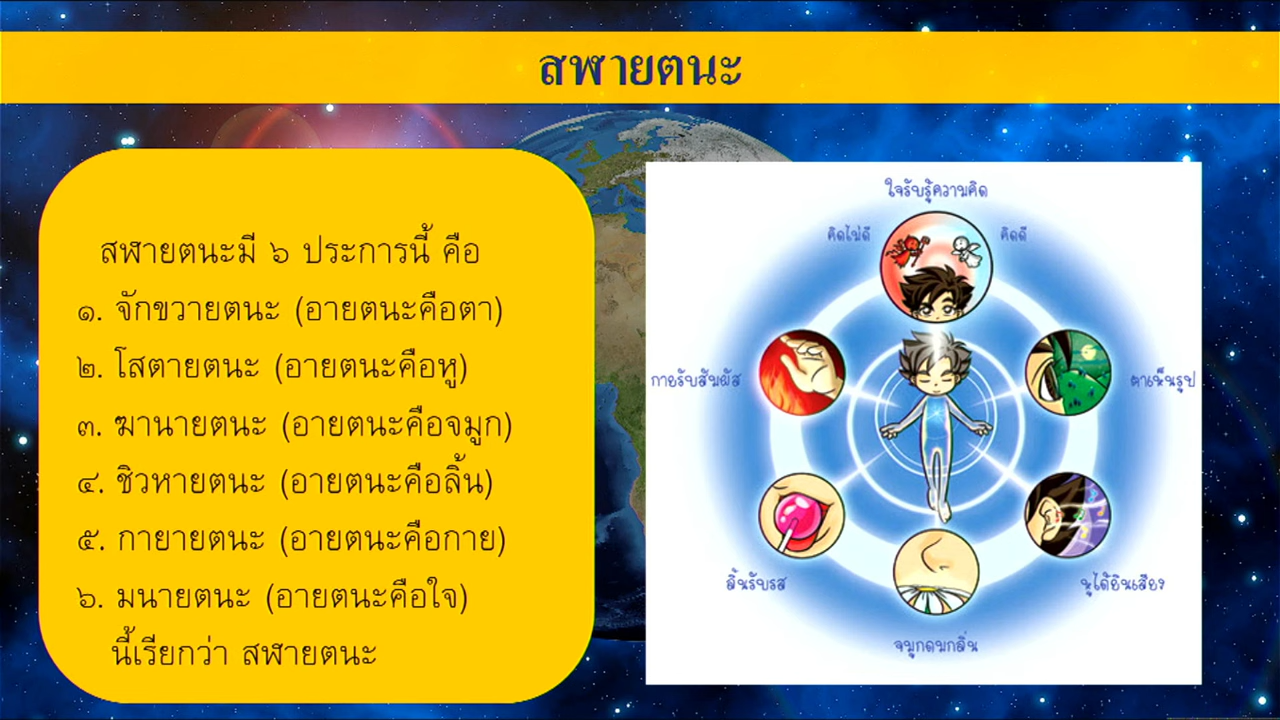 สฬายตนะ
สฬายตนะมี ๖ ประการนี้ คือ
๑. จักขวายตนะ (อายตนะคือตา)
๒. โสตายตนะ (อายตนะคือหู)
๓. ฆานายตนะ (อายตนะคือจมูก)
๔. ชิวหายตนะ (อายตนะคือลิ้น)
๕. กายายตนะ (อายตนะคือกาย)
๖. มนายตนะ (อายตนะคือใจ)
นี้เรียกว่า สฬายตนะ
ใจรับรู้ความคิด
คิดไม่ดี
คิดดี
กายรับสัมผัส
ตาเห็นรูป
ลิ้นรับรส
หูได้ยินเสียง
จมูกดมกลิ่น